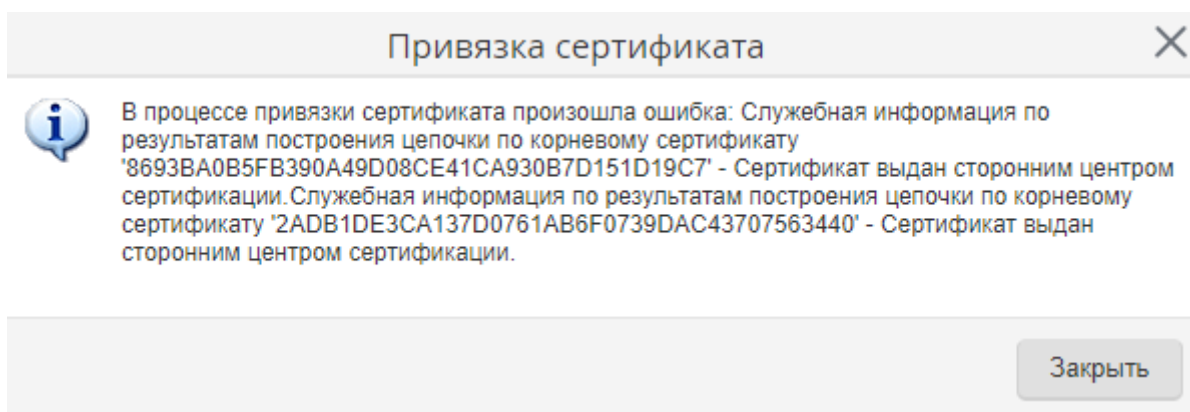 Привязка сертификата
В процессе привязки сертификата произошла ошибка: Служебная информация по
результатам построения цепочки по корневому сертификату
'8693BA0B5FB390A49D08CE41CA930B7D151D19C7' - Сертификат выдан сторонним центром
сертификации.Служебная информация по результатам построения цепочки по корневому
сертификату '2ADB1DE3CA137D0761AB6F0739DAC43707563440' - Сертификат выдан
сторонним центром сертификации.
Закрыть